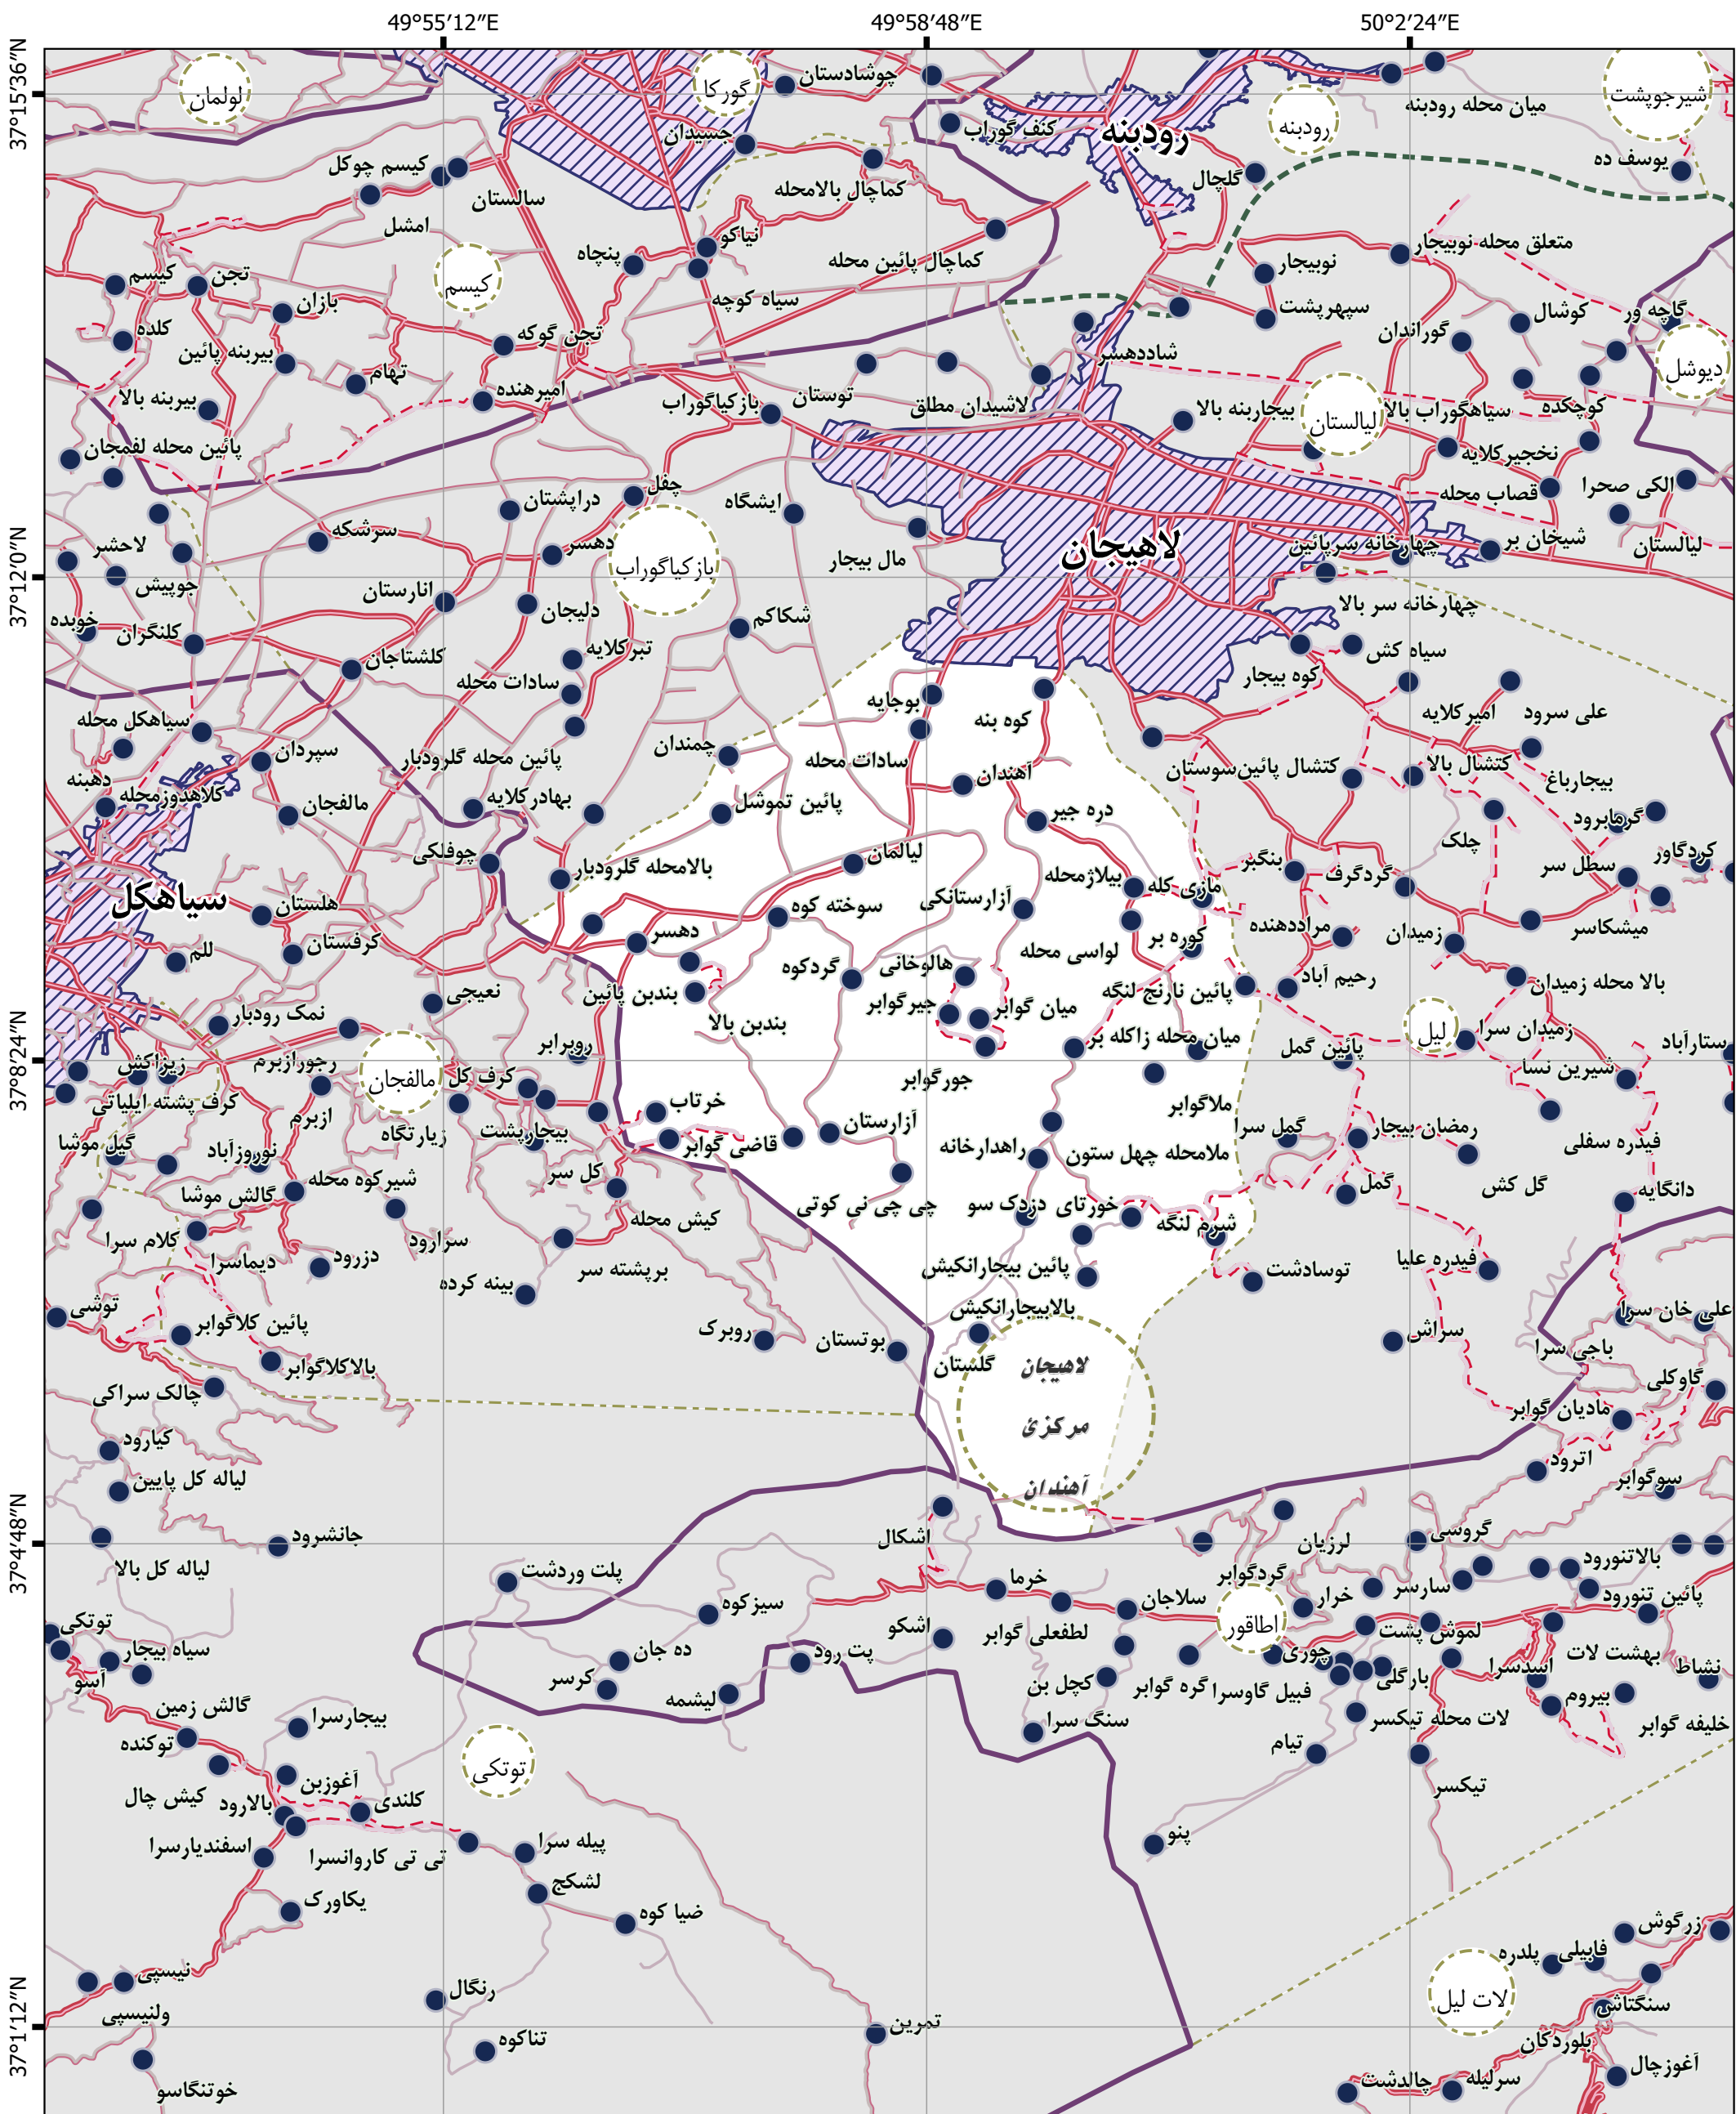 49°55'12"E
49°58'48"E
50°2'24"E
37°15'36"N
37°12'0"N
37°8'24"N
37°4'48"N
37°1'12"N
لولمان
گورکا
چوشادستان
میان محله رودبنه
شیرجوپشت
جسیدان
کنف گوراب
رودبنه
رودبنه
یوسف ده
کیسم چوکل
سالستان
کماچال بالامحله
گلچال
امشل
نیاکو
پنچاه
کماچال پائین محله
متعلق محله نوبیجار
نوبیجار
کیسم
کیسم
تجن
بازان
سیاه کوچه
سپهرپشت
گوراندان
کوشال
گاچه ور
کلده
بیربنه پائین
تجن گوکه
شاددهسر
دیوشل
تهام
امیرهنده
بیربنه بالا
بازکیاگوراب
توستان
لاشیدان مطلق
بیجاربنه بالا
لیالستان
سیاهگوراب بالا
کوچکده
پائین محله لفمجان
نخجیرکلایه
چفل
دراپشتان
ایشگاه
قصاب محله
الکی صحرا
سرشکه
لاحشر
دهسر
بازکیاگوراب
مال بیجار
لاهیجان
چهارخانه سرپائین
شیخان بر
لیالستان
جوپیش
انارستان
دلیجان
شکاکم
چهارخانه سر بالا
خوبده
کلنگران
کلشتاجان
تبرکلایه
سیاه کش
سادات محله
بوجایه
کوه بنه
کوه بیجار
امیرکلایه
علی سرود
سیاهکل محله
سپردان
پائین محله گلرودبار
چمندان
سادات محله
آهندان
سوستان
کتشال پائین
کتشال بالا
بیجارباغ
دهبنه
کلاهدوزمحله
مالفجان
بهادرکلایه
پائین تموشل
دره جیر
گرمابرود
چلک
چوفلکی
بالامحله گلرودبار
لیالمان
بیلاژمحله
مازی کله
بنگبر
گردگرف
سطل سر
کردگاور
سیاهکل
هلستان
سوخته کوه
آزارستانکی
مراددهنده
میشکاسر
للم
کرفستان
دهسر
گردکوه
هالوخانی
لواسی محله
کوره بر
زمیدان
نعیجی
بندبن پائین
جیرگوابر
میان گوابر
پائین نارنج لنگه
رحیم آباد
بالا محله زمیدان
نمک رودبار
بندبن بالا
میان محله زاکله بر
لیل
زمیدان سرا
زیزاکش
رجورازبرم
مالفجان
روبرابر
پائین گمل
ستارآباد
کرف پشته ایلیاتی
ازبرم
کرف کل
خرتاب
جورگوابر
ملاگوابر
شیرین نسا
گیل موشا
نوروزآباد
زیارتگاه
بیجارپشت
قاضی گوابر
آزارستان
راهدارخانه
ملامحله چهل ستون
گمل سرا
رمضان بیجار
فیدره سفلی
گالش موشا
شیرکوه محله
کل سر
چی چی نی کوتی
خورتای دزدک سو
گمل
گل کش
دانگایه
کلام سرا
دیماسرا
دزرود
سرارود
کیش محله
شرم لنگه
بینه کرده
برپشته سر
پائین بیجارانکیش
توسادشت
فیدره علیا
توشی
پائین کلاگوابر
روبرک
بوتستان
بالابیجارانکیش
سراش
علی خان سرا
بالاکلاگوابر
گلستان
باجی سرا
چالک سراکی
لاهیجان
مرکزی
آهندان
گاوکلی
مادیان گوابر
کیارود
لیاله کل پایین
اترود
سوگوابر
جانشرود
اشکال
لرزیان
گروسی
لیاله کل بالا
پلت وردشت
خرما
گردگوابر
بالاتنورود
توتکی
سیزکوه
سلاجان
خرار
سارسر
پائین تنورود
سیاه بیجار
ده جان
اشکو
لطفعلی گوابر
اطاقور
لموش پشت
آسو
کرسر
پت رود
چوری
بهشت لات
لیشمه
کچل بن
گره گوابر
فبیل گاوسرا
بارگلی
اسدسرا
نشاط
گالش زمین
بیجارسرا
سنگ سرا
لات محله تیکسر
بیروم
خلیفه گوابر
توکنده
توتکی
تیام
آغوزبن
تیکسر
کیش چال
بالارود
کلندی
اسفندیارسرا
تی تی کاروانسرا
پیله سرا
پنو
لشکج
یکاورک
ضیا کوه
زرگوش
پلدره
فابیلی
نیسپی
ولنیسپی
رنگال
لات لیل
سنگتاش
تمرین
تناکوه
بلوردکان
خوتنگاسو
چالدشت
سرلیله
آغوزچال